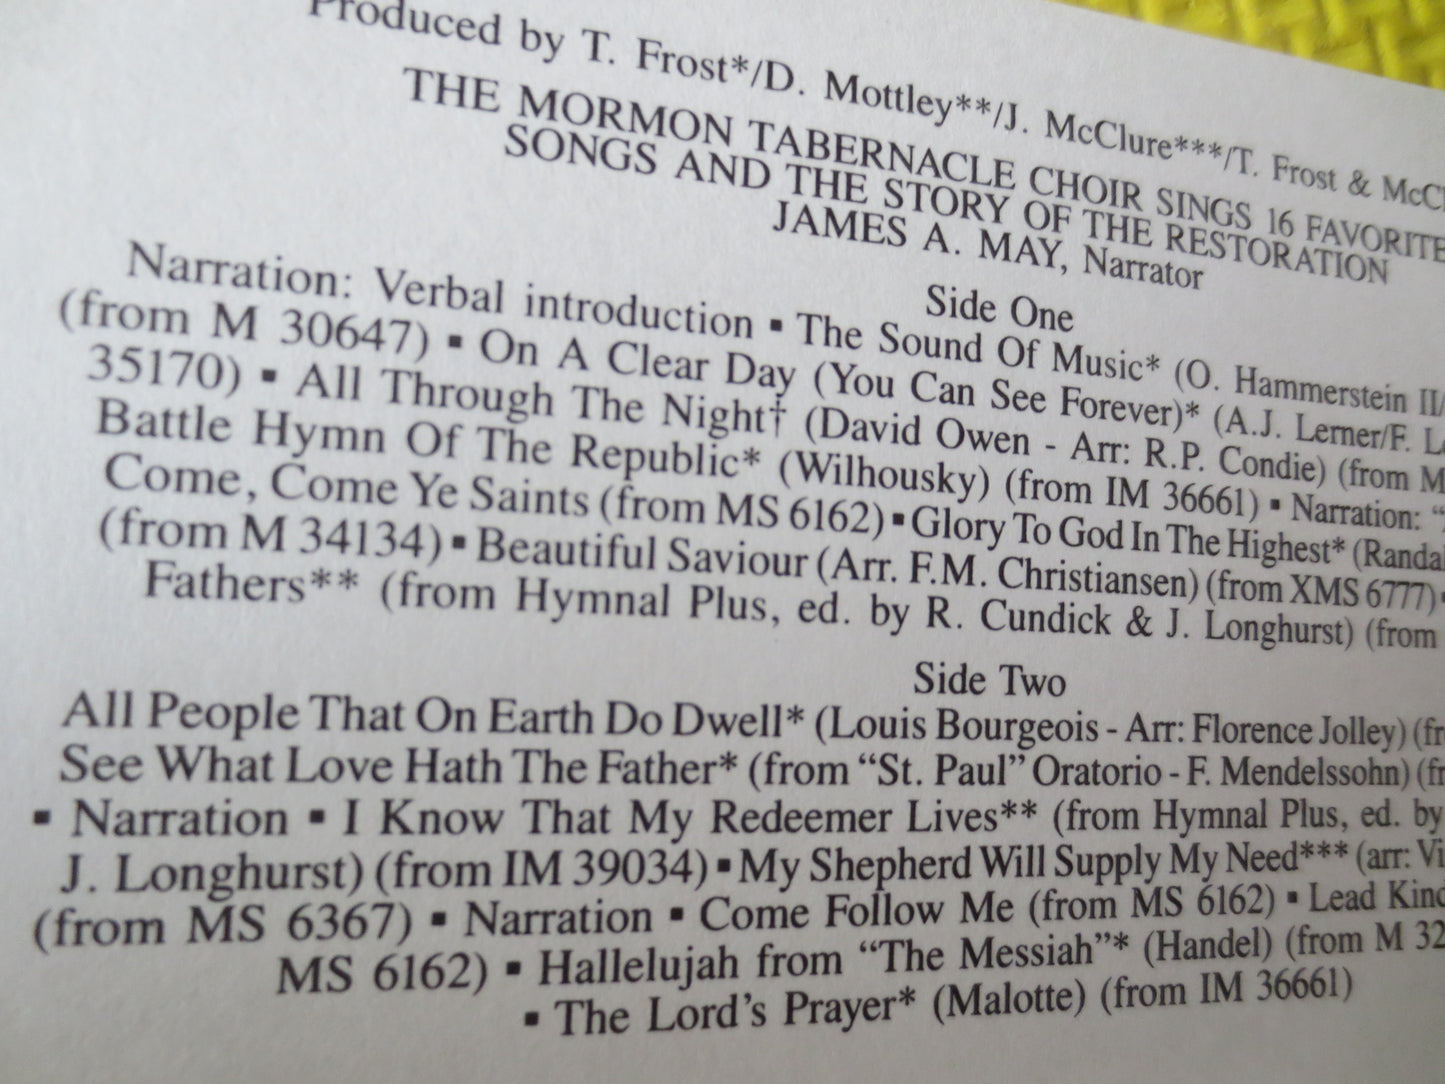 Produced by T. Frost*/D. Mottley**/J. McClure***/T. Frost & McCl
THE MORMON TABERNACLE CHOIR SINGS 16 FAVORITE
SONGS AND THE STORY OF THE RESTORATION
JAMES A. MAY, Narrator
Side One
Narration: Verbal introduction ▪ The Sound Of Music* (O. Hammerstein II/
(from M 30647) ▪ On A Clear Day (You Can See Forever)* (A.J. Lerner/F. L
35170) ▪ All Through The Night† (David Owen - Arr: R.P. Condie) (from M
Battle Hymn Of The Republic* (Wilhousky) (from IM 36661) ▪ Narration: “
Come, Come Ye Saints (from MS 6162) ▪ Glory To God In The Highest* (Randal
(from M 34134) ▪ Beautiful Saviour (Arr. F.M. Christiansen) (from XMS 6777) ▪
Fathers** (from Hymnal Plus, ed. by R. Cundick & J. Longhurst) (from
Side Two
All People That On Earth Do Dwell* (Louis Bourgeois - Arr: Florence Jolley) (fr
See What Love Hath The Father* (from “St. Paul” Oratorio - F. Mendelssohn) (f
▪ Narration ▪ I Know That My Redeemer Lives** (from Hymnal Plus, ed. by
J. Longhurst) (from IM 39034) ▪ My Shepherd Will Supply My Need*** (arr: Vi
(from MS 6367) ▪ Narration ▪ Come Follow Me (from MS 6162) ▪ Lead Kind
MS 6162) ▪ Hallelujah from “The Messiah”* (Handel) (from M 32
▪ The Lord’s Prayer* (Malotte) (from IM 36661)